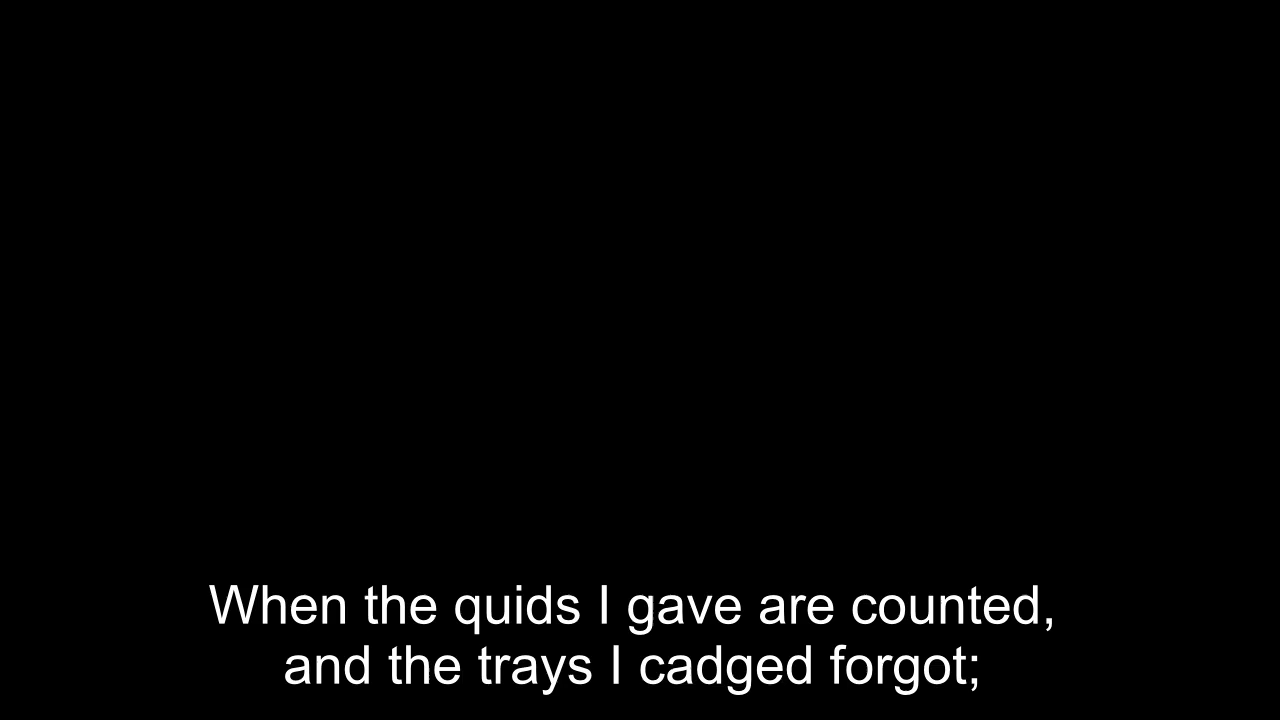 When the quids I gave are counted,
and the trays I cadged forgot;